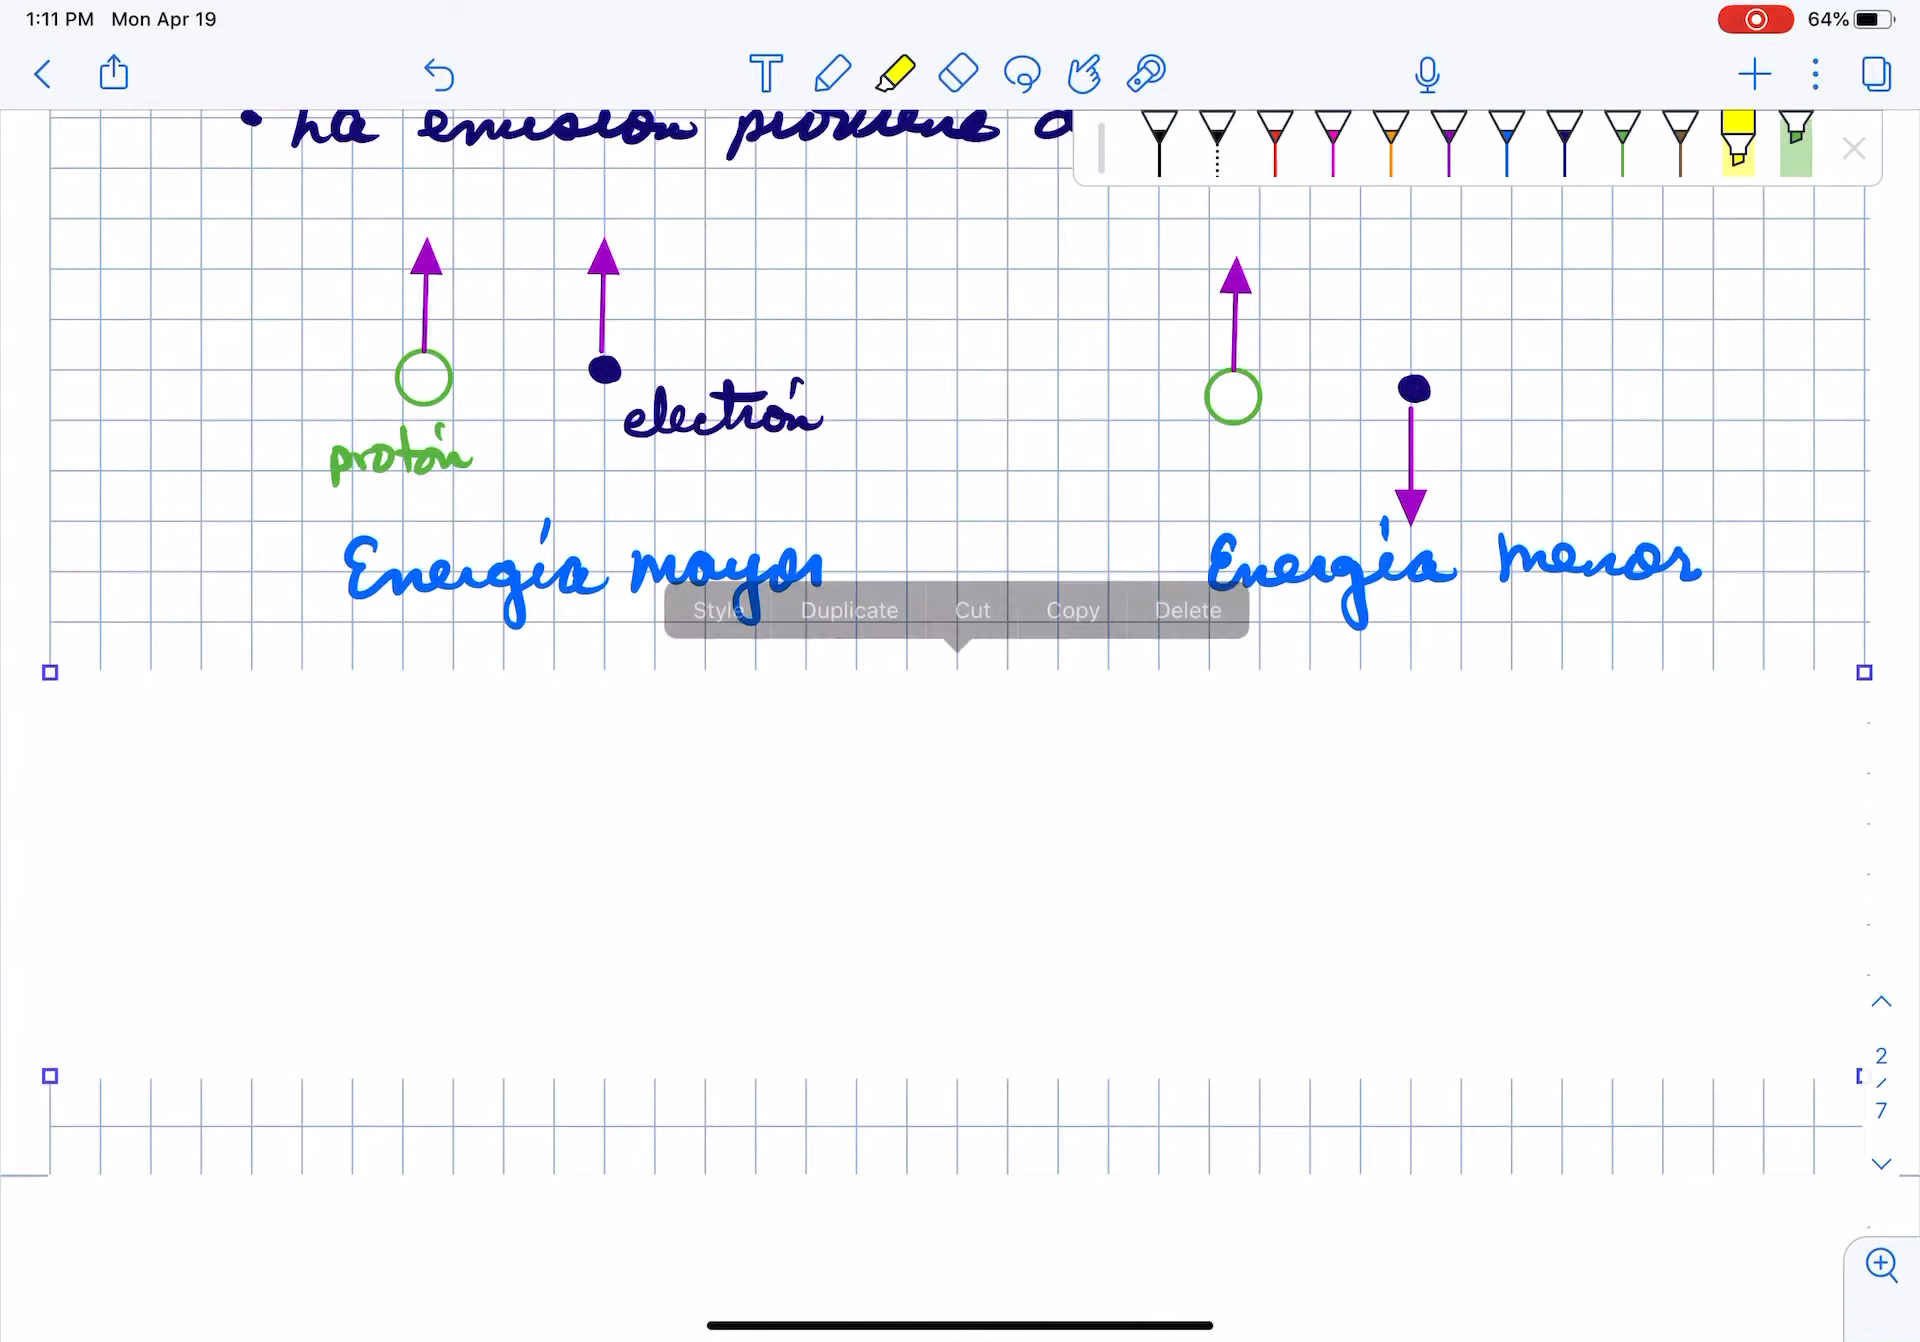 1:11 PM Mon Apr 19
64%
• La emisión proviene d
electrón
protón
Energía mayor
Energía menor
Style Duplicate Cut Copy Delete
2
/
7